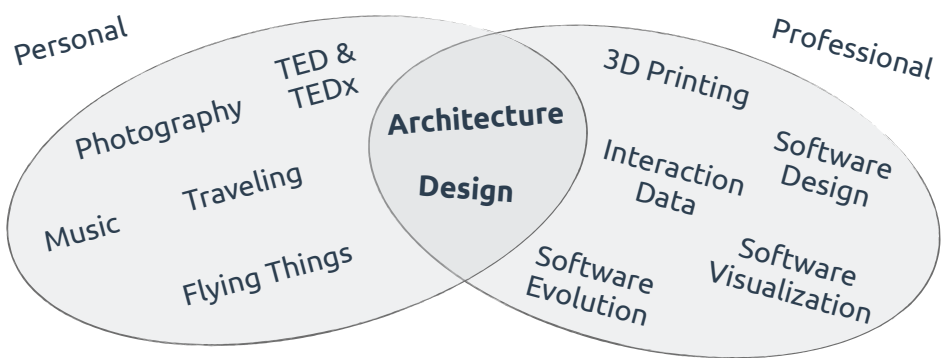 Personal
Professional
TED &
TEDx
Photography
Traveling
Music
Flying Things
Architecture
Design
3D Printing
Interaction
Data
Software
Design
Software
Evolution
Software
Visualization